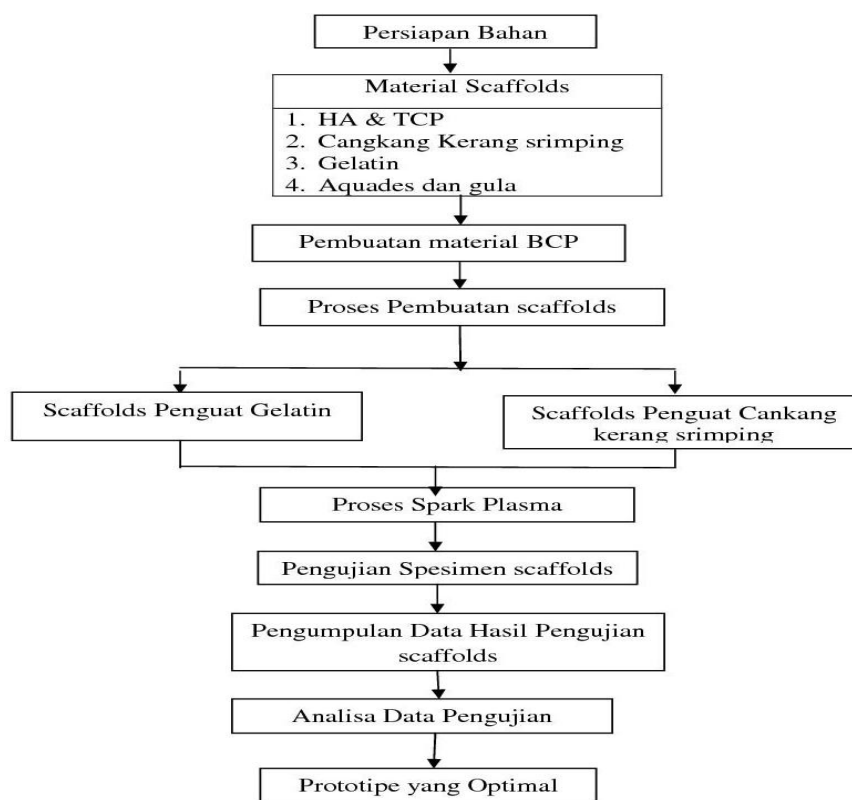 Persiapan Bahan
Material Scaffolds
1. HA & TCP
2. Cangkang Kerang srimping
3. Gelatin
4. Aquades dan gula
Pembuatan material BCP
Proses Pembuatan scaffolds
Scaffolds Penguat Gelatin
Scaffolds Penguat Cankang
kerang srimping
Proses Spark Plasma
Pengujian Spesimen scaffolds
Pengumpulan Data Hasil Pengujian
scaffolds
Analisa Data Pengujian
Prototipe yang Optimal